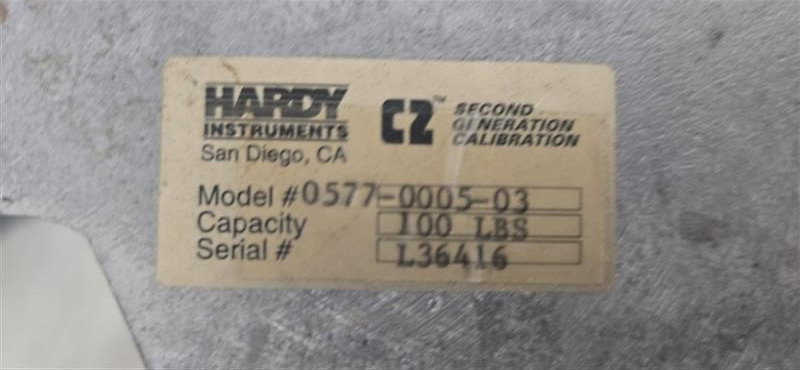 HARDY
INSTRUMENTS
San Diego, CA
C2™ SECOND
GENERATION
CALIBRATION
Model # 0577-0005-03
Capacity 100 LBS
Serial # L36416